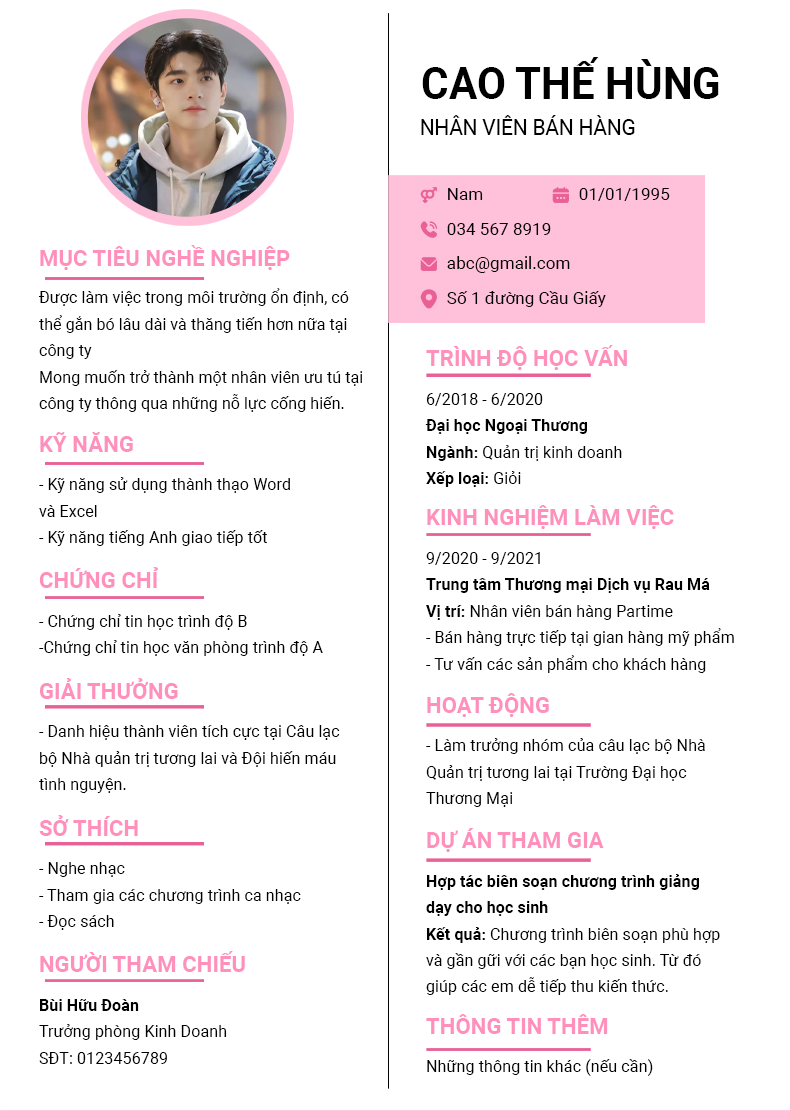 CAO THẾ HÙNG
NHÂN VIÊN BÁN HÀNG
Nam
01/01/1995
034 567 8919
abc@gmail.com
Số 1 đường Cầu Giấy
MỤC TIÊU NGHỀ NGHIỆP
Được làm việc trong môi trường ổn định, có
thể gắn bó lâu dài và thăng tiến hơn nữa tại
công ty
Mong muốn trở thành một nhân viên ưu tú tại
công ty thông qua những nỗ lực cống hiến.
KỸ NĂNG
- Kỹ năng sử dụng thành thạo Word
và Excel
- Kỹ năng tiếng Anh giao tiếp tốt
CHỨNG CHỈ
- Chứng chỉ tin học trình độ B
-Chứng chỉ tin học văn phòng trình độ A
GIẢI THƯỞNG
- Danh hiệu thành viên tích cực tại Câu lạc
bộ Nhà quản trị tương lai và Đội hiến máu
tình nguyện.
SỞ THÍCH
- Nghe nhạc
- Tham gia các chương trình ca nhạc
- Đọc sách
NGƯỜI THAM CHIẾU
Bùi Hữu Đoàn
Trưởng phòng Kinh Doanh
SĐT: 0123456789
TRÌNH ĐỘ HỌC VẤN
6/2018 - 6/2020
Đại học Ngoại Thương
Ngành: Quản trị kinh doanh
Xếp loại: Giỏi
KINH NGHIỆM LÀM VIỆC
9/2020 - 9/2021
Trung tâm Thương mại Dịch vụ Rau Má
Vị trí: Nhân viên bán hàng Partime
- Bán hàng trực tiếp tại gian hàng mỹ phẩm
- Tư vấn các sản phẩm cho khách hàng
HOẠT ĐỘNG
- Làm trưởng nhóm của câu lạc bộ Nhà
Quản trị tương lai tại Trường Đại học
Thương Mại
DỰ ÁN THAM GIA
Hợp tác biên soạn chương trình giảng
dạy cho học sinh
Kết quả: Chương trình biên soạn phù hợp
và gần gũi với các bạn học sinh. Từ đó
giúp các em dễ tiếp thu kiến thức.
THÔNG TIN THÊM
Những thông tin khác (nếu cần)